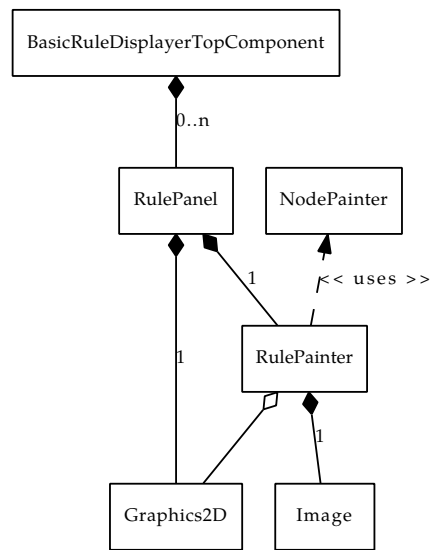 BasicRuleDisplayerTopComponent
0..n
RulePanel
NodePainter
1
<< uses >>
RulePainter
1
1
Graphics2D
Image